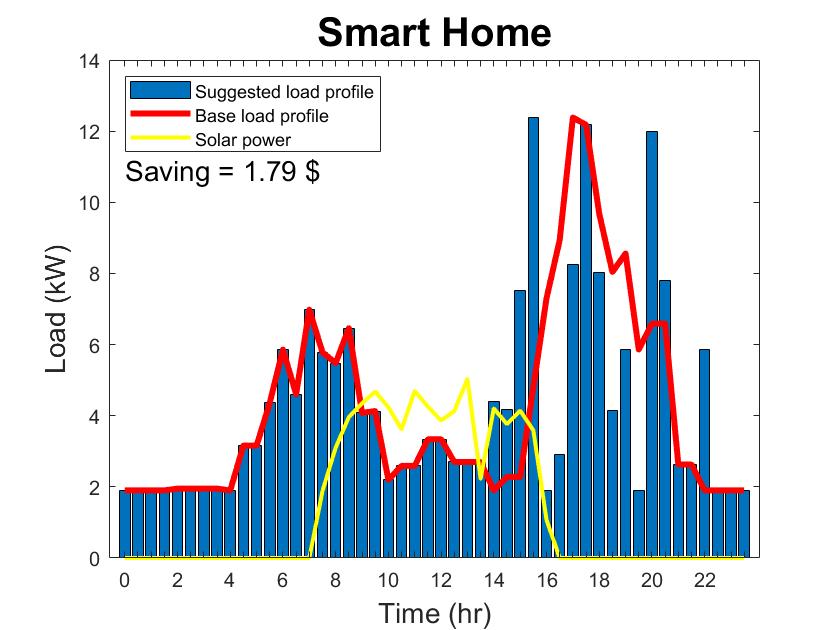 Smart Home
14
12
10
8
6
4
2
0
Load (kW)
Suggested load profile
Base load profile
Solar power
Saving = 1.79 $
0 2 4 6 8 10 12 14 16 18 20 22
Time (hr)